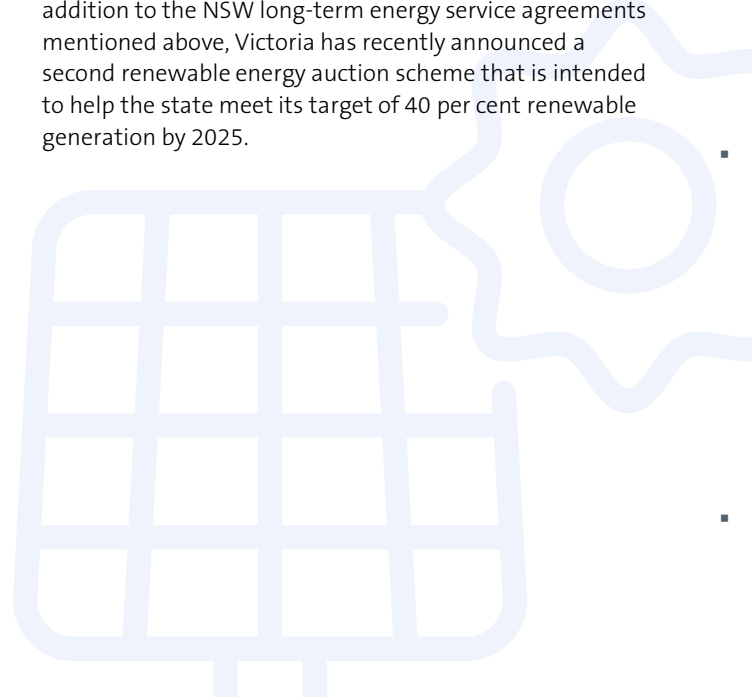 addition to the NSW long-term energy service agreements
mentioned above, Victoria has recently announced a
second renewable energy auction scheme that is intended
to help the state meet its target of 40 per cent renewable
generation by 2025.